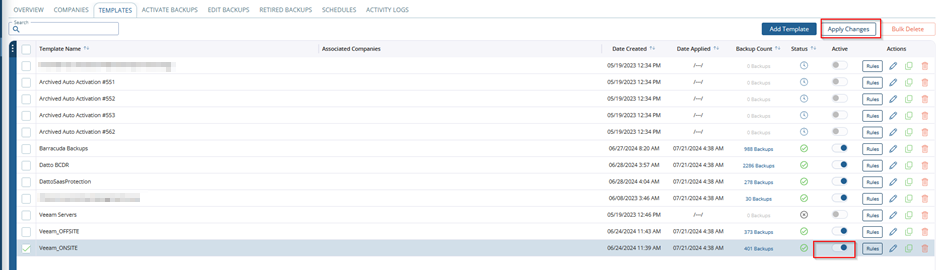 OVERVIEW COMPANIES TEMPLATES ACTIVATE BACKUPS EDIT BACKUPS RETIRED BACKUPS SCHEDULES ACTIVITY LOGS
Search
Add Template Apply Changes Bulk Delete
Template Name Associated Companies Date Created Date Applied Backup Count Status Active Actions
05/19/2023 12:34 PM /---/ 0 Backups Rules
Archived Auto Activation #551 05/19/2023 12:34 PM /---/ 0 Backups Rules
Archived Auto Activation #552 05/19/2023 12:34 PM /---/ 0 Backups Rules
Archived Auto Activation #553 05/19/2023 12:34 PM /---/ 0 Backups Rules
Archived Auto Activation #562 05/19/2023 12:34 PM /---/ 0 Backups Rules
Barracuda Backups 06/27/2024 8:20 AM 07/21/2024 4:38 AM 988 Backups Rules
Datto BCDR 06/28/2024 3:57 AM 07/21/2024 4:38 AM 2286 Backups Rules
DattoSaasProtection 06/28/2024 4:04 AM 07/21/2024 4:38 AM 278 Backups Rules
06/08/2023 3:46 AM 07/21/2024 4:38 AM 30 Backups Rules
Veeam Servers 05/19/2023 12:46 PM /---/ 0 Backups Rules
Veeam_OFFSITE 06/24/2024 11:43 AM 07/21/2024 4:38 AM 373 Backups Rules
Veeam_ONSITE 06/24/2024 11:39 AM 07/21/2024 4:38 AM 401 Backups Rules